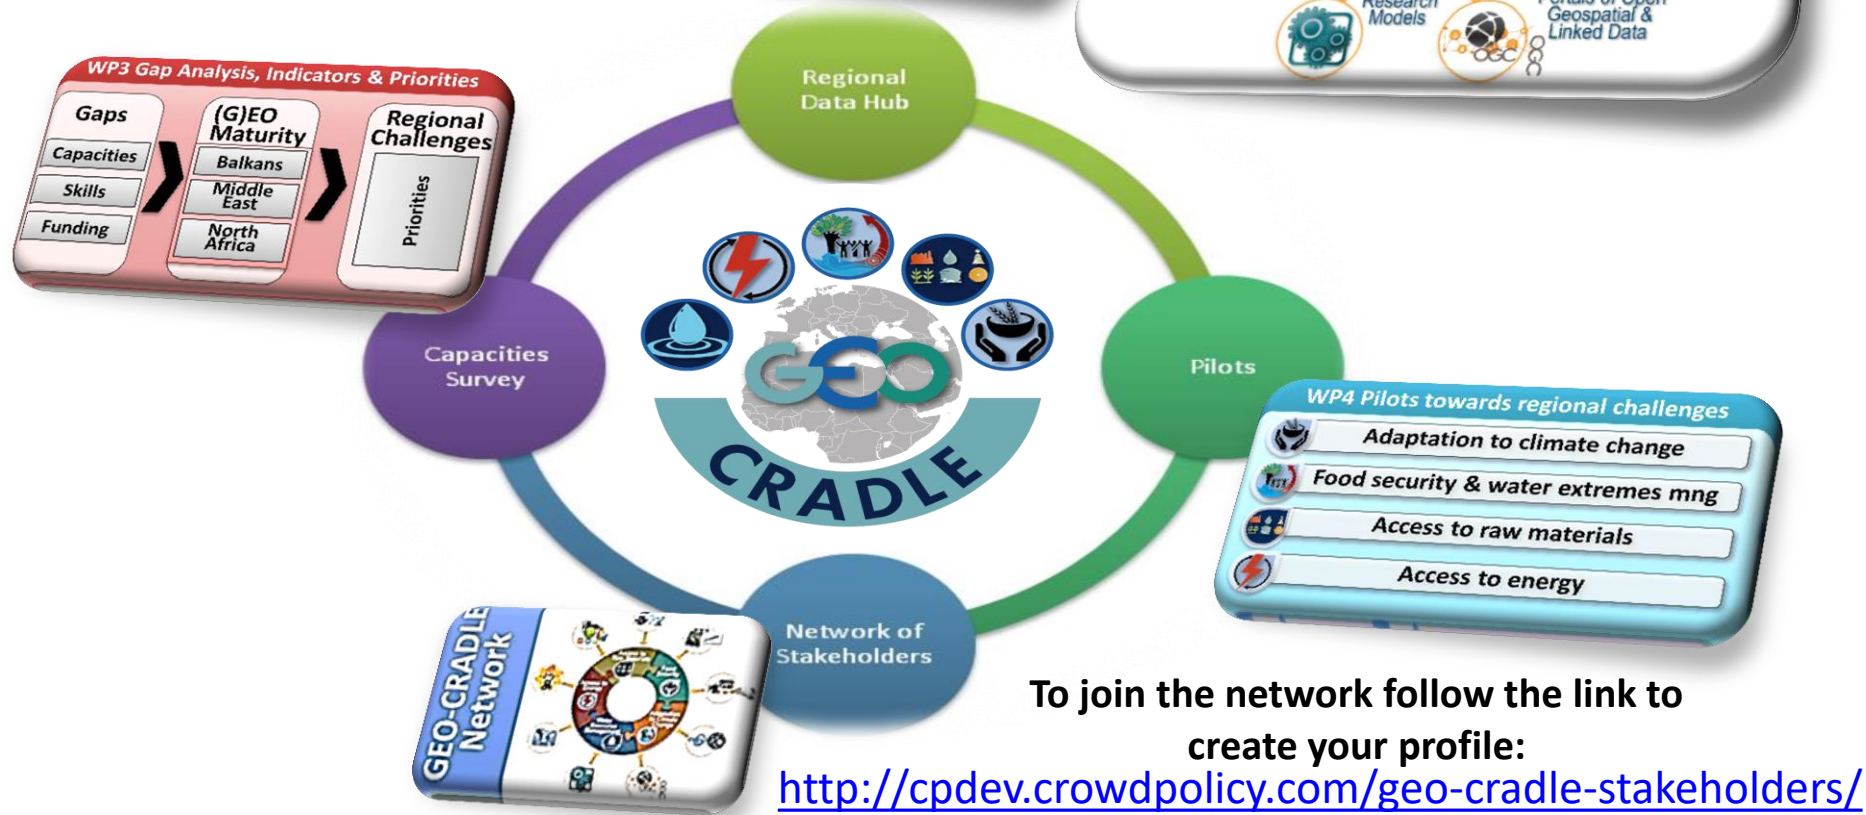 Research
Models
Portals of Open
Geospatial &
Linked Data
OGC
WP3 Gap Analysis, Indicators & Priorities
Gaps
Capacities
Skills
Funding
(G)EO
Maturity
Balkans
Middle
East
North
Africa
Regional
Challenges
Priorities
Regional
Data Hub
Capacities
Survey
GEO
CRADLE
Pilots
WP4 Pilots towards regional challenges
Adaptation to climate change
Food security & water extremes mng
Access to raw materials
Access to energy
Network of
Stakeholders
GEO-CRADLE
Network
To join the network follow the link to
create your profile:
http://cpdev.crowdpolicy.com/geo-cradle-stakeholders/